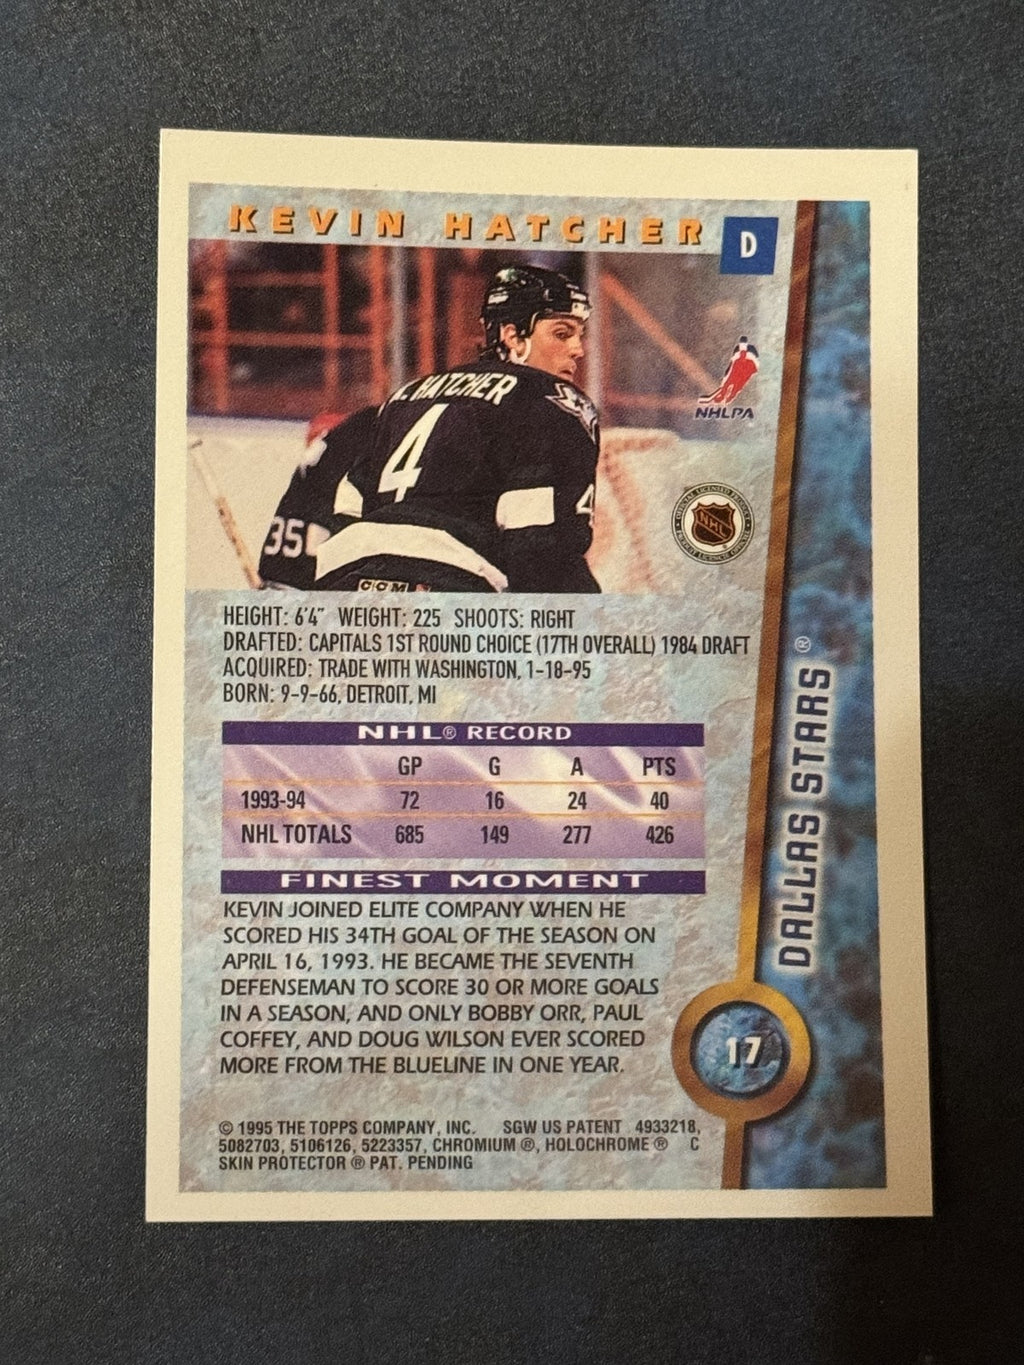 KEVIN HATCHER
D
K. HATCHER
4
4
35
CCM
NHLPA
NHL
HEIGHT: 6'4" WEIGHT: 225 SHOOTS: RIGHT
DRAFTED: CAPITALS 1ST ROUND CHOICE (17TH OVERALL) 1984 DRAFT
ACQUIRED: TRADE WITH WASHINGTON, 1-18-95
BORN: 9-9-66, DETROIT, MI
NHL® RECORD
GP G A PTS
1993-94 72 16 24 40
NHL TOTALS 685 149 277 426
FINEST MOMENT
KEVIN JOINED ELITE COMPANY WHEN HE
SCORED HIS 34TH GOAL OF THE SEASON ON
APRIL 16, 1993. HE BECAME THE SEVENTH
DEFENSEMAN TO SCORE 30 OR MORE GOALS
IN A SEASON, AND ONLY BOBBY ORR, PAUL
COFFEY, AND DOUG WILSON EVER SCORED
MORE FROM THE BLUELINE IN ONE YEAR.
DALLAS STARS®
17
© 1995 THE TOPPS COMPANY, INC. SGW US PATENT 4933218,
5082703, 5106126, 5223357, CHROMIUM ®, HOLOCHROME ® C
SKIN PROTECTOR ® PAT. PENDING